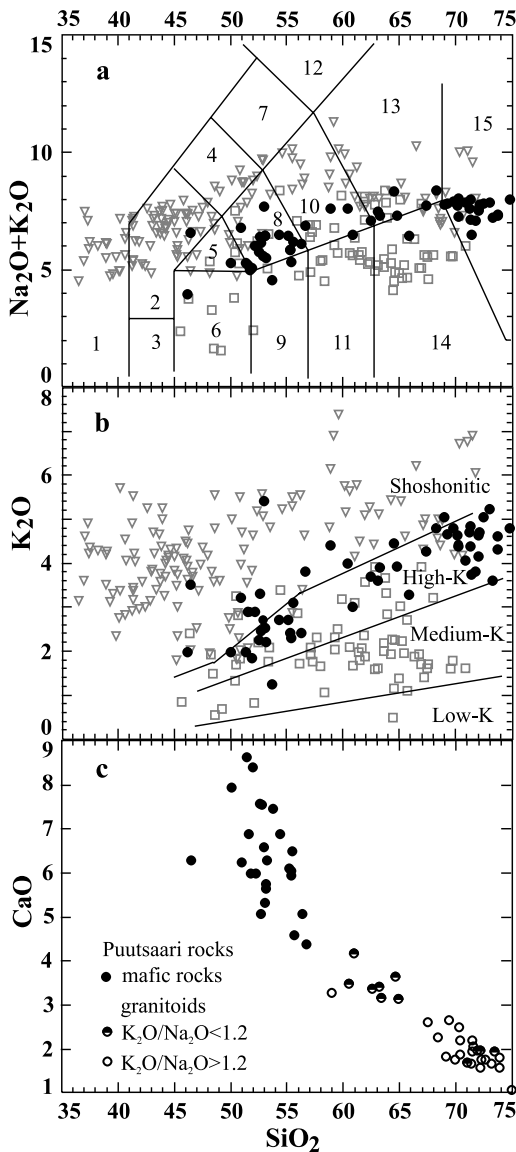 35 40 45 50 55 60 65 70 75
15
a
12
7
13
15
4
10
10
8
5
5
2
6
1
3
9
11
14
0
Na2O+K2O
8
b
6
Shoshonitic
4
High-K
Medium-K
2
Low-K
0
K2O
9
c
8
7
6
5
4
3
2
1
CaO
Puutsaari rocks
mafic rocks
granitoids
K2O/Na2O<1.2
K2O/Na2O>1.2
35 40 45 50 55 60 65 70 75
SiO2